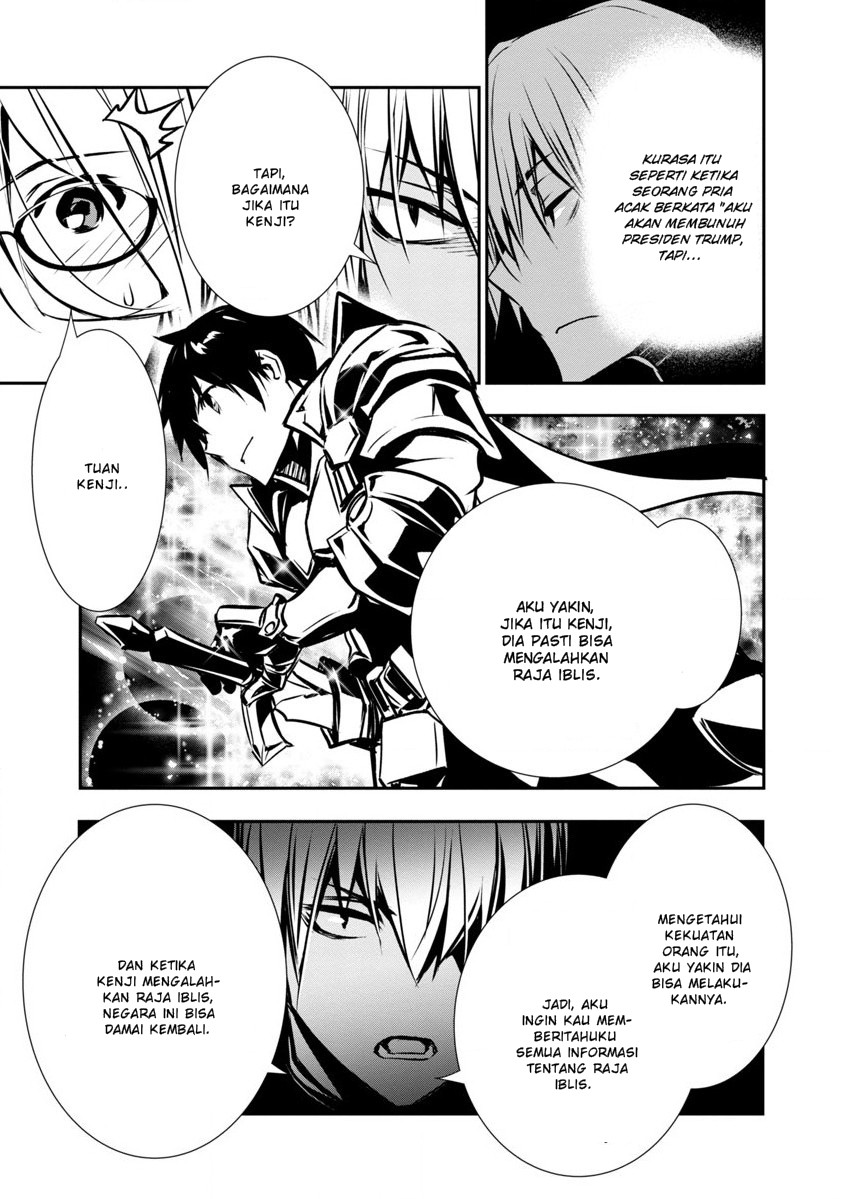 KURASA ITU
SEPERTI KETIKA
SEORANG PRIA
ACAK BERKATA "AKU
AKAN MEMBUNUH
PRESIDEN TRUMP,
TAPI...
TAPI,
BAGAIMANA
JIKA ITU
KENJI?
TUAN
KENJI..
AKU YAKIN,
JIKA ITU KENJI,
DIA PASTI BISA
MENGALAHKAN
RAJA IBLIS.
MENGETAHUI
KEKUATAN
ORANG ITU,
AKU YAKIN DIA
BISA MELAKU-
KANNYA.
JADI, AKU
INGIN KAU MEM-
BERITAHUKU
SEMUA INFORMASI
TENTANG RAJA
IBLIS.
DAN KETIKA
KENJI MENGALAH-
KAN RAJA IBLIS,
NEGARA INI BISA
DAMAI KEMBALI.